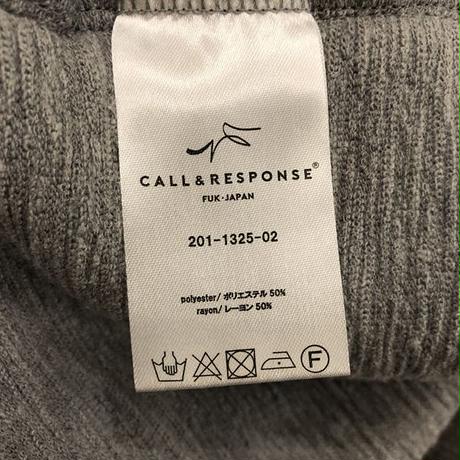 CALL & RESPONSE®
FUK・JAPAN
201-1325-02
polyester/ポリエステル 50%
rayon/レーヨン 50%
F